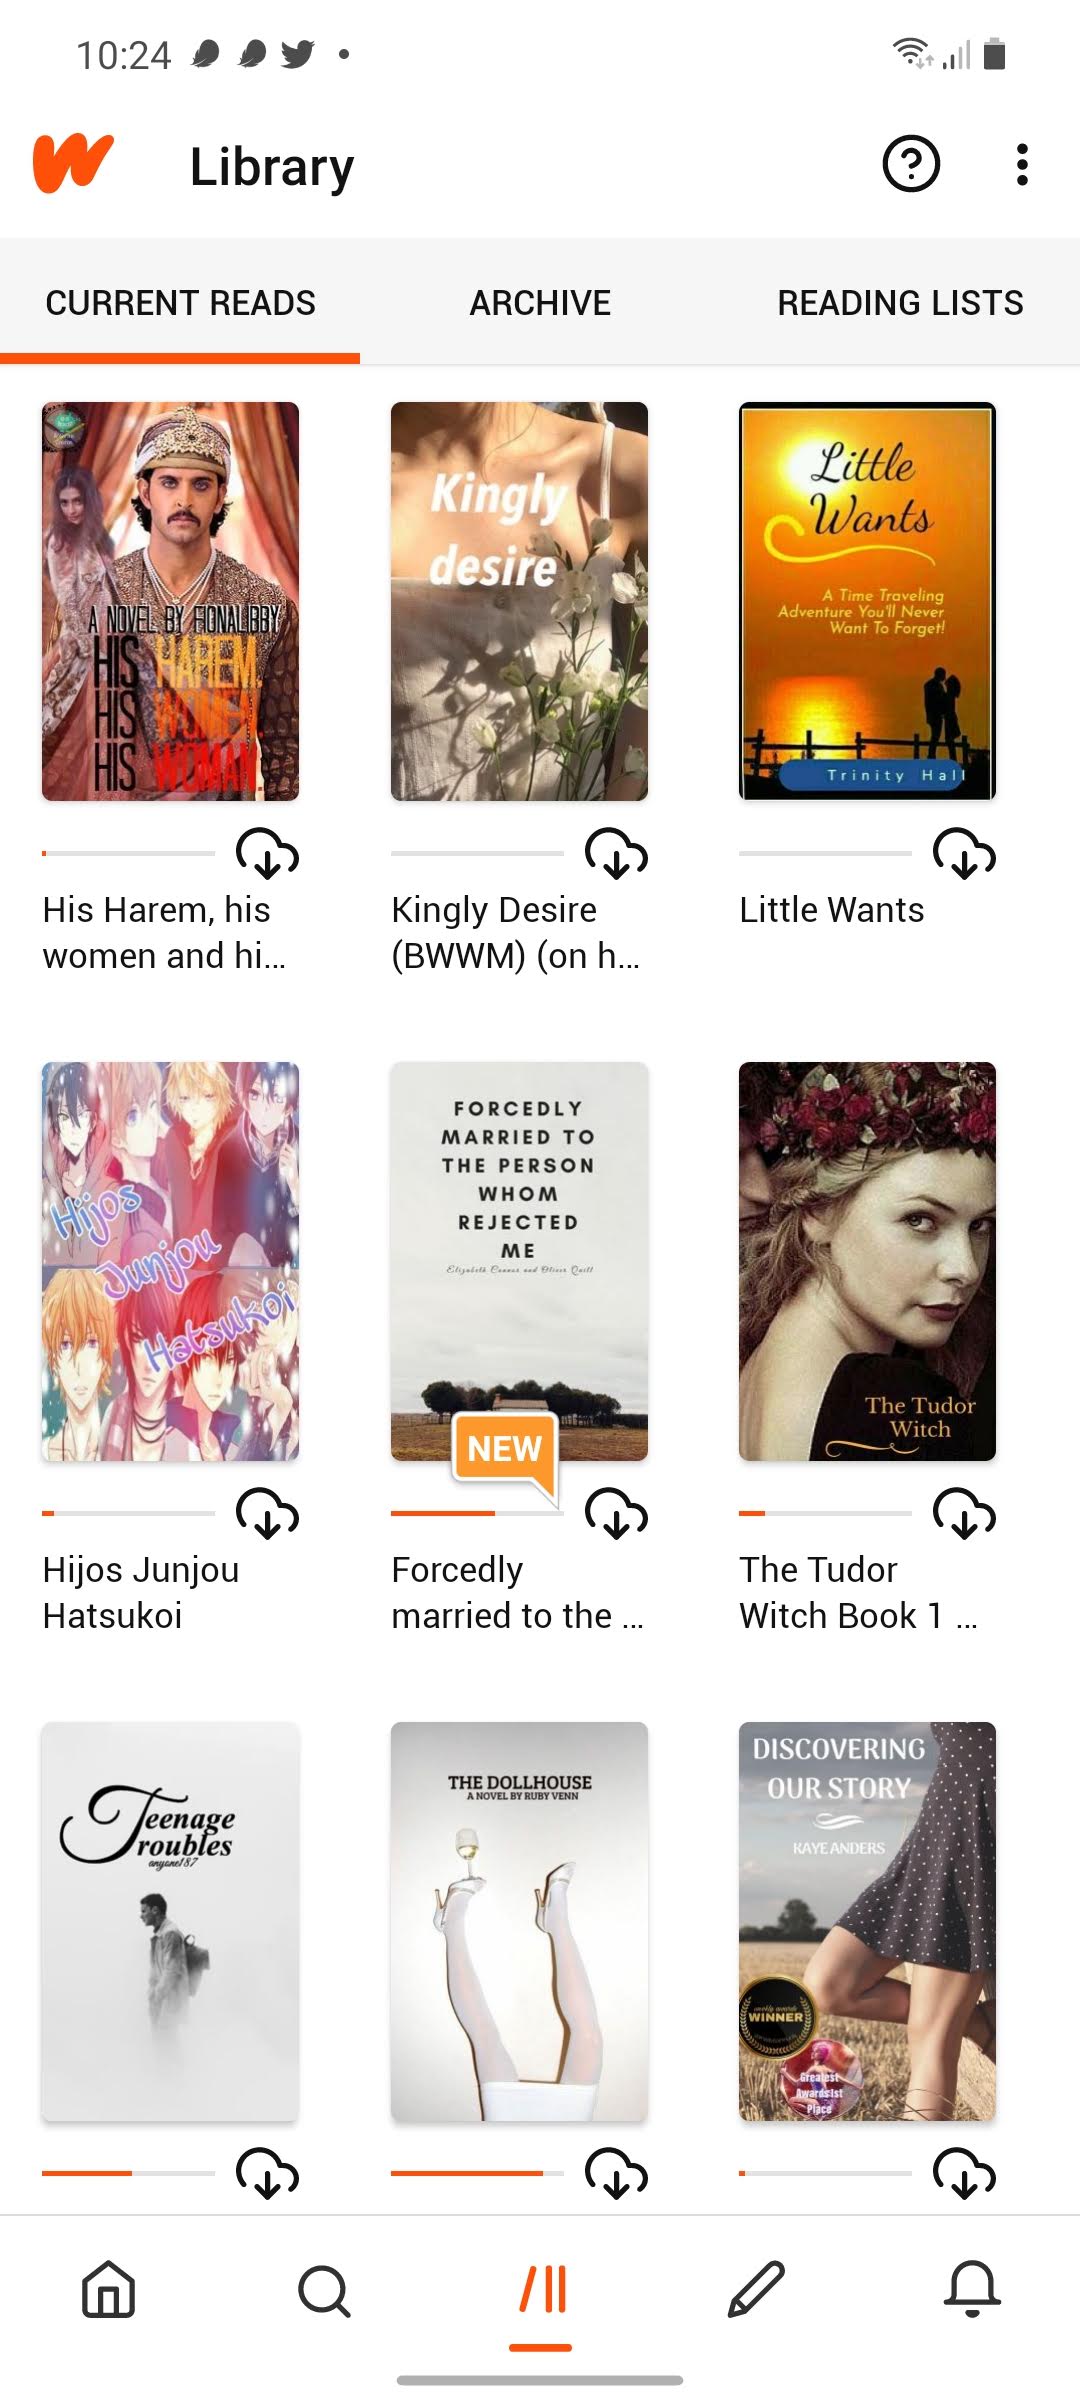 10:24
Library
CURRENT READS
ARCHIVE
READING LISTS
A NOVEL BY FIONALIBBY
HIS HAREM.
HIS WOMEN.
HIS WOMAN.
Kingly
desire
Little
Wants
A Time Traveling
Adventure You'll Never
Want To Forget!
Trinity Hall
His Harem, his
women and hi...
Kingly Desire
(BWWM) (on h...
Little Wants
Hijos
Junjou
Hatsukoi
FORCEDLY
MARRIED TO
THE PERSON
WHOM
REJECTED
ME
Elizabeth Connor and Oliver Quill
NEW
The Tudor
Witch
Hijos Junjou
Hatsukoi
Forcedly
married to the ...
The Tudor
Witch Book 1 ...
Teenage
Troubles
anyone187
THE DOLLHOUSE
A NOVEL BY RUBY VENN
DISCOVERING
OUR STORY
KAYE ANDERS
weekly awards
WINNER
Greatest
Awards1st
Place